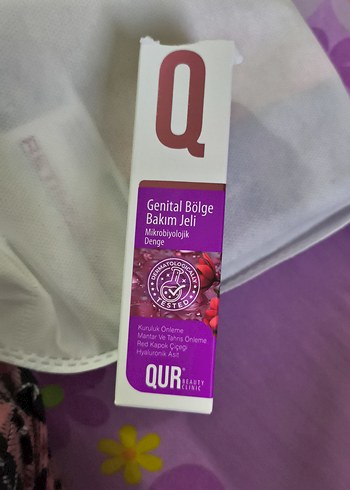 Q
Genital Bölge
Bakım Jeli
Mikrobiyolojik
Denge
DERMATOLOGICALLY
TESTED
Kuruluk Önleme
Mantar Ve Tahriş Önleme
Red Kapok Çiçeği
Hyaluronik Asit
QUR®
BEAUTY
CLINIC